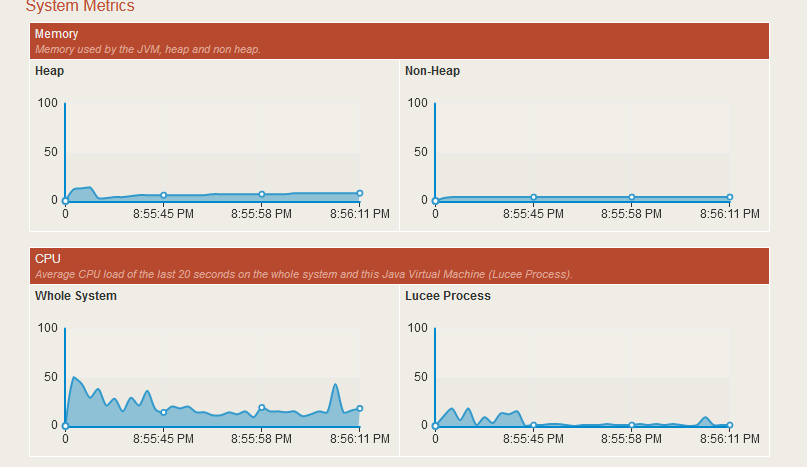 System Metrics
Memory
Memory used by the JVM, heap and non heap.
Heap
Non-Heap
100
50
0
0
8:55:45 PM
8:55:58 PM
8:56:11 PM
100
50
0
0
8:55:45 PM
8:55:58 PM
8:56:11 PM
CPU
Average CPU load of the last 20 seconds on the whole system and this Java Virtual Machine (Lucee Process).
Whole System
Lucee Process
100
50
0
0
8:55:45 PM
8:55:58 PM
8:56:11 PM
100
50
0
0
8:55:45 PM
8:55:58 PM
8:56:11 PM